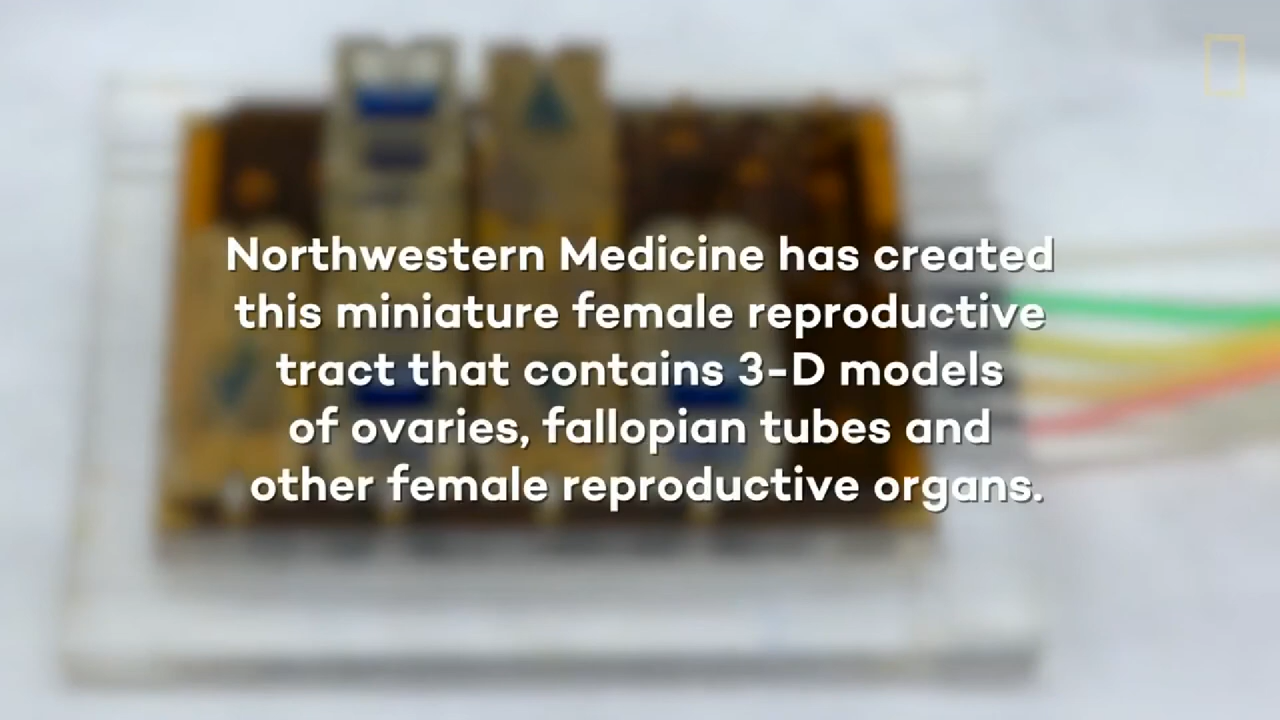 Northwestern Medicine has created
this miniature female reproductive
tract that contains 3-D models
of ovaries, fallopian tubes and
other female reproductive organs.